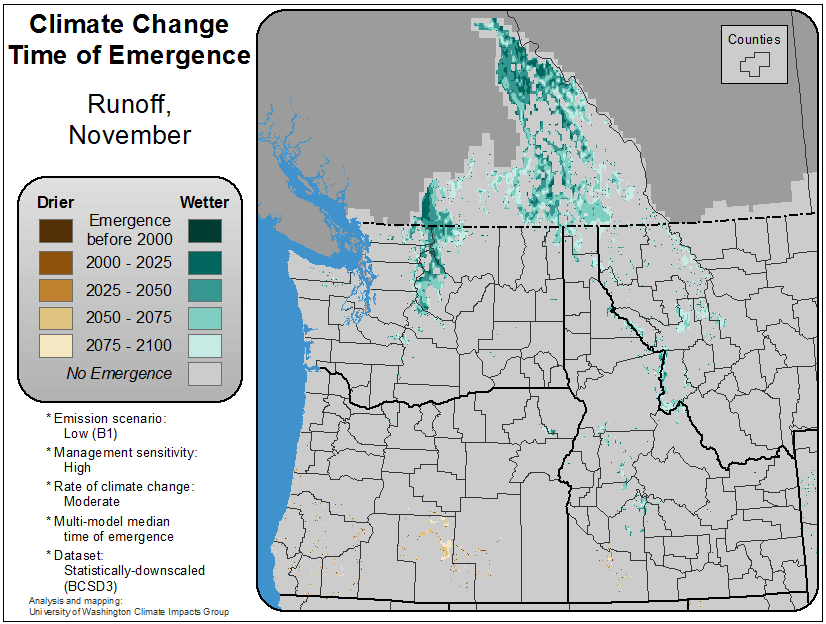 Climate Change
Time of Emergence
Runoff,
November
Drier
Wetter
Emergence
before 2000
2000 - 2025
2025 - 2050
2050 - 2075
2075 - 2100
No Emergence
* Emission scenario:
Low (B1)
* Management sensitivity:
High
* Rate of climate change:
Moderate
* Multi-model median
time of emergence
* Dataset:
Statistically-downscaled
(BCSD3)
Analysis and mapping:
University of Washington Climate Impacts Group
Counties